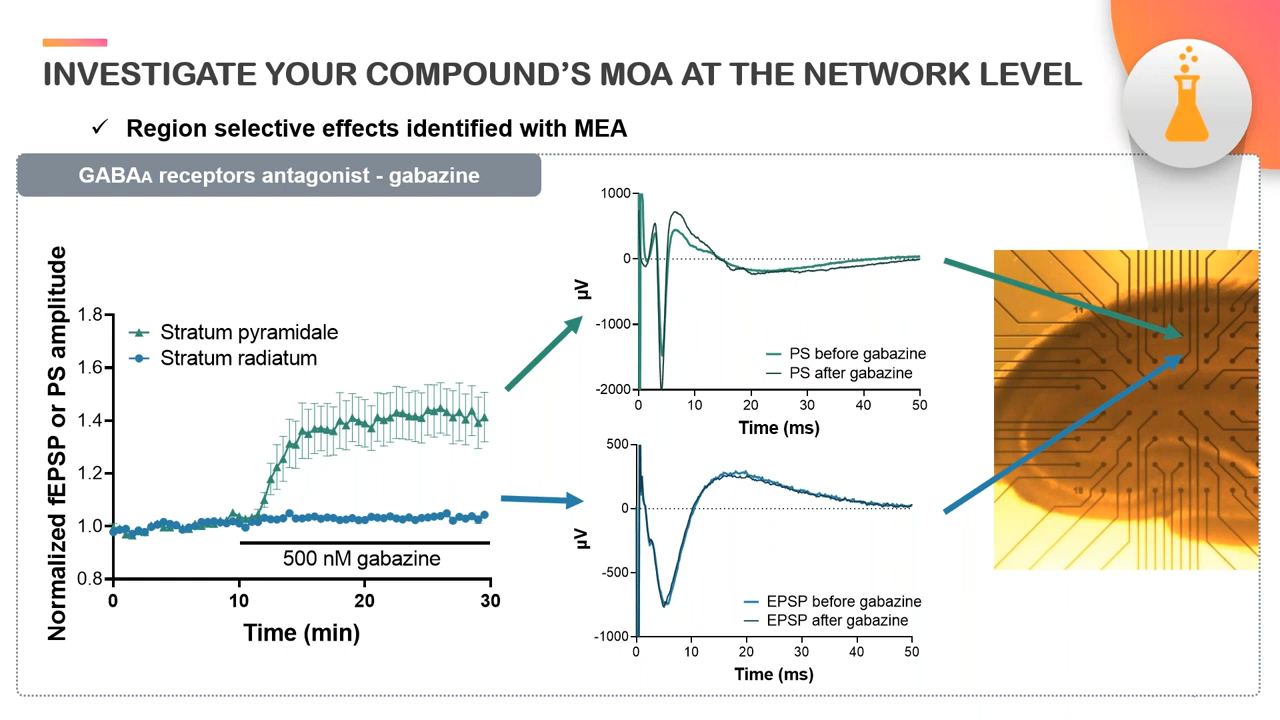 INVESTIGATE YOUR COMPOUND'S MOA AT THE NETWORK LEVEL
✓ Region selective effects identified with MEA
GABAA receptors antagonist - gabazine
Normalized fEPSP or PS amplitude
1.8
1.6
1.4
1.2
1.0
0.8
Stratum pyramidale
Stratum radiatum
500 nM gabazine
0 10 20 30
Time (min)
1000
0
-1000
-2000
µV
PS before gabazine
PS after gabazine
0 10 20 30 40 50
Time (ms)
500
0
-500
-1000
µV
EPSP before gabazine
EPSP after gabazine
0 10 20 30 40 50
Time (ms)